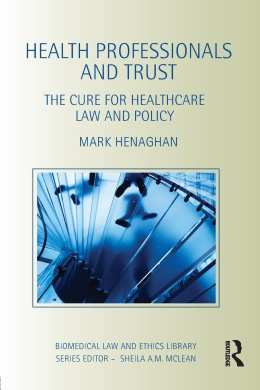 HEALTH PROFESSIONALS
AND TRUST
THE CURE FOR HEALTHCARE
LAW AND POLICY
MARK HENAGHAN
BIOMEDICAL LAW AND ETHICS LIBRARY
SERIES EDITOR – SHEILA A.M. MCLEAN
ROUTLEDGE